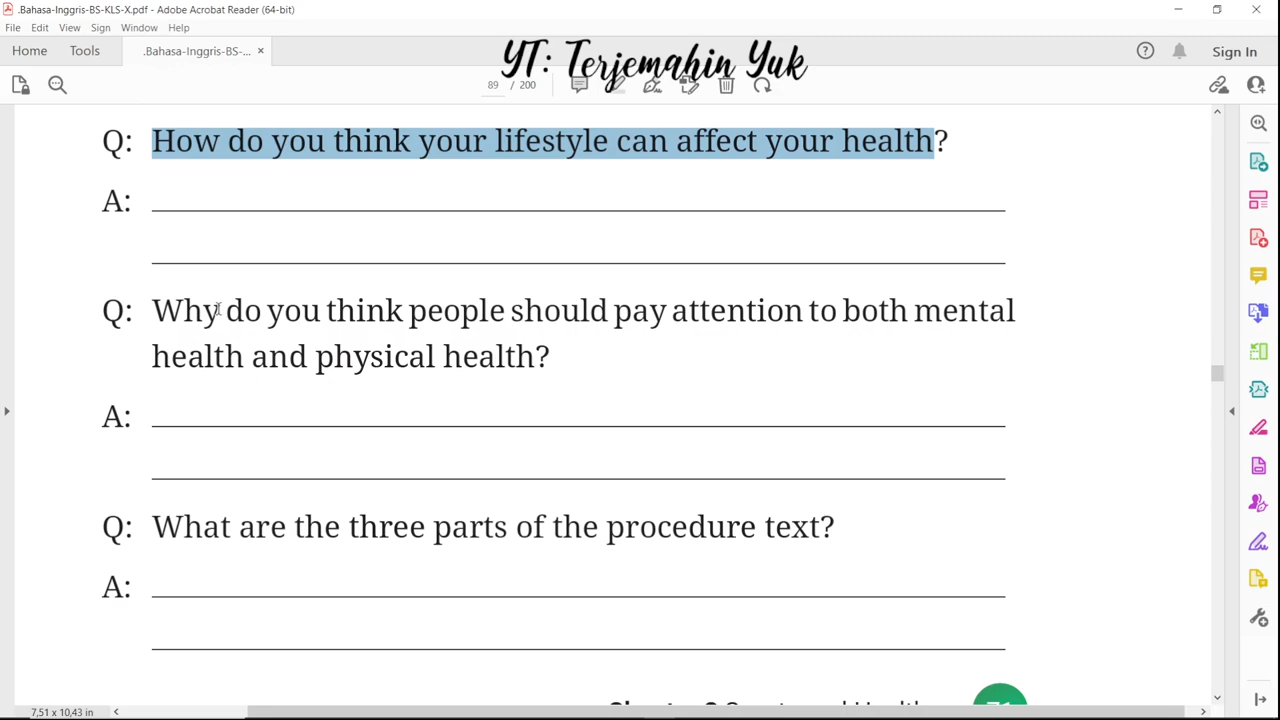 .Bahasa-Inggris-BS-KLS-X.pdf - Adobe Acrobat Reader (64-bit)
File Edit View Sign Window Help
Home Tools .Bahasa-Inggris-BS-... × Sign In
YT: Terjemahin Yuk
89 / 200
Q: How do you think your lifestyle can affect your health?
A:
Q: Why do you think people should pay attention to both mental
health and physical health?
A:
Q: What are the three parts of the procedure text?
A:
7,51 x 10,43 in